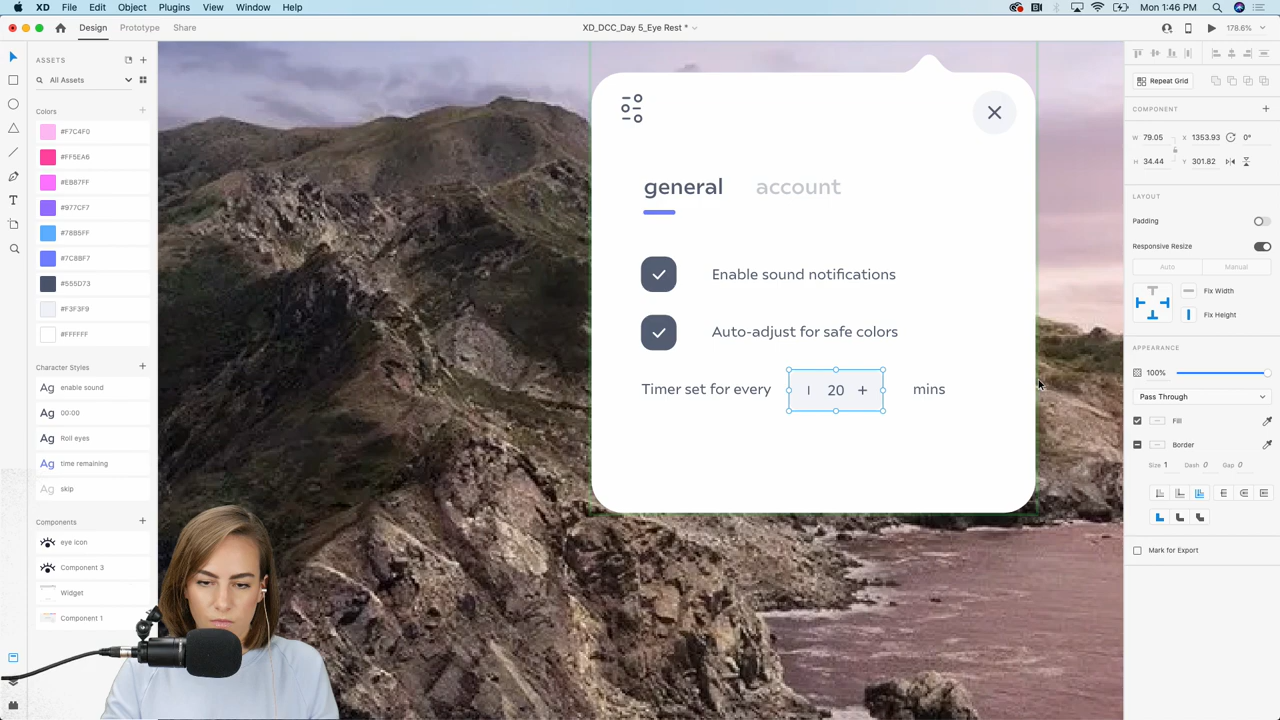 XD File Edit Object Plugins View Window Help
Mon 1:46 PM
Design Prototype Share
XD_DCC_Day 5_Eye Rest *
178.6%
ASSETS
All Assets
Colors
#F7C4F0
#FF5EA6
#EB87FF
#977CF7
#78B5FF
#7C8BF7
#555D73
#F3F3F9
#FFFFFF
Character Styles
Ag enable sound
Ag 00:00
Ag Roll eyes
Ag time remaining
Ag skip
Components
eye icon
Component 3
Widget
Component 1
general account
Enable sound notifications
Auto-adjust for safe colors
Timer set for every 20 + mins
Repeat Grid
COMPONENT
W 79.05 X 1353.93 0°
H 34.44 Y 301.82
LAYOUT
Padding
Responsive Resize
Auto Manual
Fix Width
Fix Height
APPEARANCE
100%
Pass Through
Fill
Border
Size 1 Dash 0 Gap 0
Mark for Export